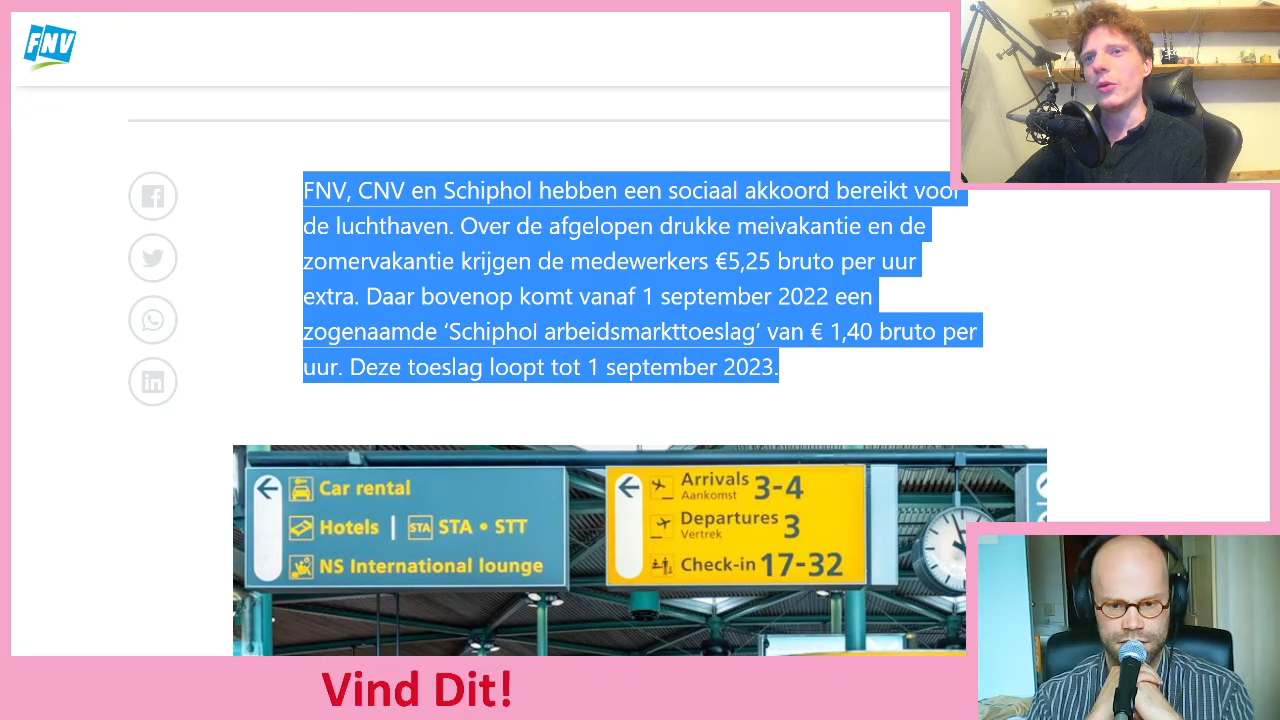 FNV
FNV, CNV en Schiphol hebben een sociaal akkoord bereikt voor
de luchthaven. Over de afgelopen drukke meivakantie en de
zomervakantie krijgen de medewerkers €5,25 bruto per uur
extra. Daar bovenop komt vanaf 1 september 2022 een
zogenaamde ‘Schiphol arbeidsmarkttoeslag’ van € 1,40 bruto per
uur. Deze toeslag loopt tot 1 september 2023.
Car rental
Hotels | STA STA • STT
NS International lounge
Arrivals 3-4
Aankomst
Departures 3
Vertrek
Check-in 17-32
Vind Dit!